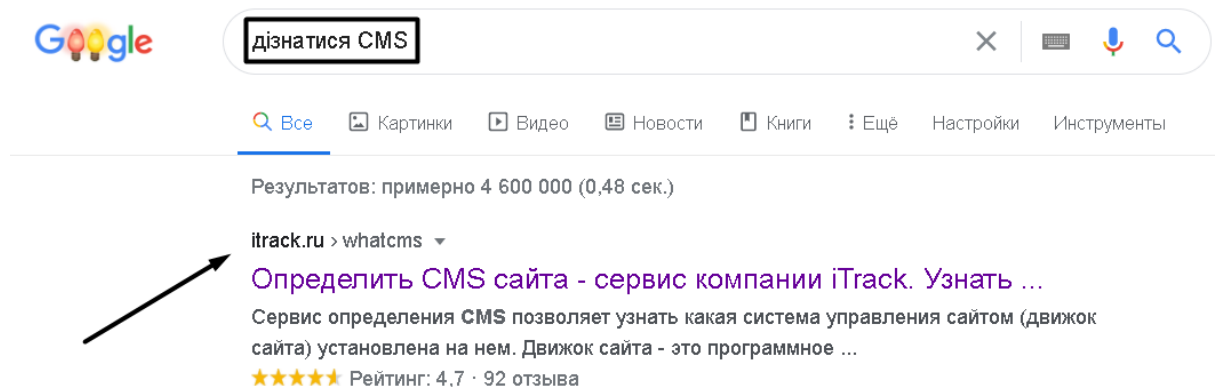 Google
дізнатися CMS
Все Картинки Видео Новости Книги Ещё Настройки Инструменты
Результатов: примерно 4 600 000 (0,48 сек.)
itrack.ru › whatcms
Определить CMS сайта - сервис компании iTrack. Узнать ...
Сервис определения CMS позволяет узнать какая система управления сайтом (движок
сайта) установлена на нем. Движок сайта - это программное ...
Рейтинг: 4,7 · 92 отзыва